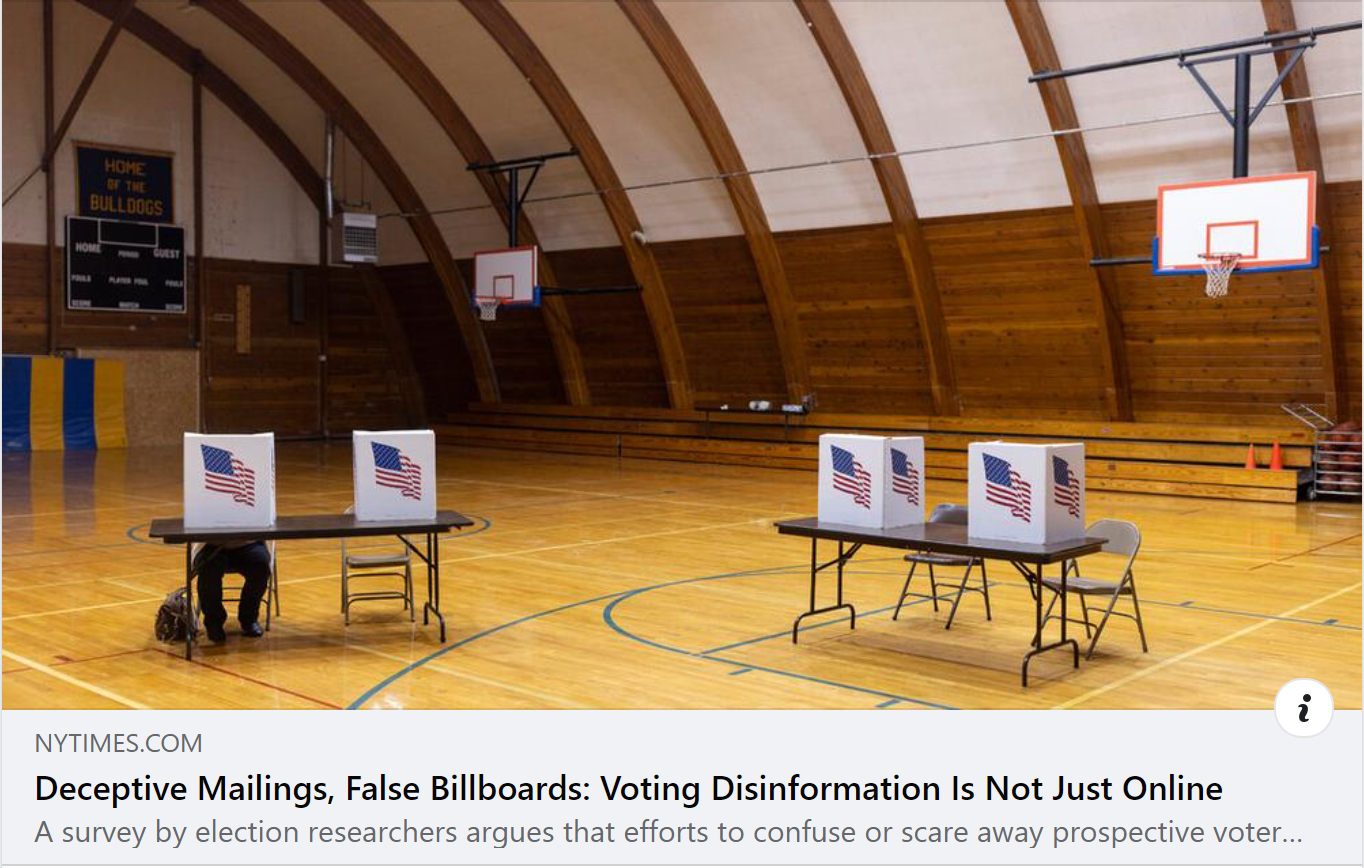 HOME
OF THE
BULLDOGS
HOME
GUEST
PERIOD
FOULS
PLAYER FOUL
FOULS
SCORE
MATCH
SCORE
i
NYTIMES.COM
Deceptive Mailings, False Billboards: Voting Disinformation Is Not Just Online
A survey by election researchers argues that efforts to confuse or scare away prospective voter...